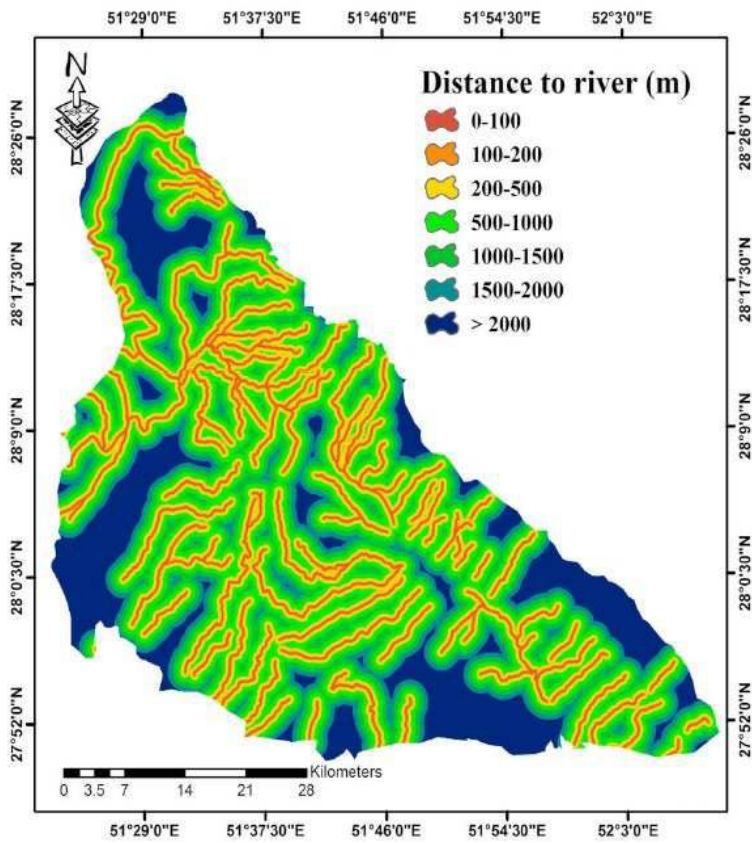 51°29'0"E 51°37'30"E 51°46'0"E 51°54'30"E 52°3'0"E
N
Distance to river (m)
0-100
100-200
200-500
500-1000
1000-1500
1500-2000
> 2000
28°26'0"N 28°26'0"N
28°17'30"N 28°17'30"N
28°9'0"N 28°9'0"N
28°0'30"N 28°0'30"N
27°52'0"N 27°52'0"N
Kilometers
0 3.5 7 14 21 28
51°29'0"E 51°37'30"E 51°46'0"E 51°54'30"E 52°3'0"E